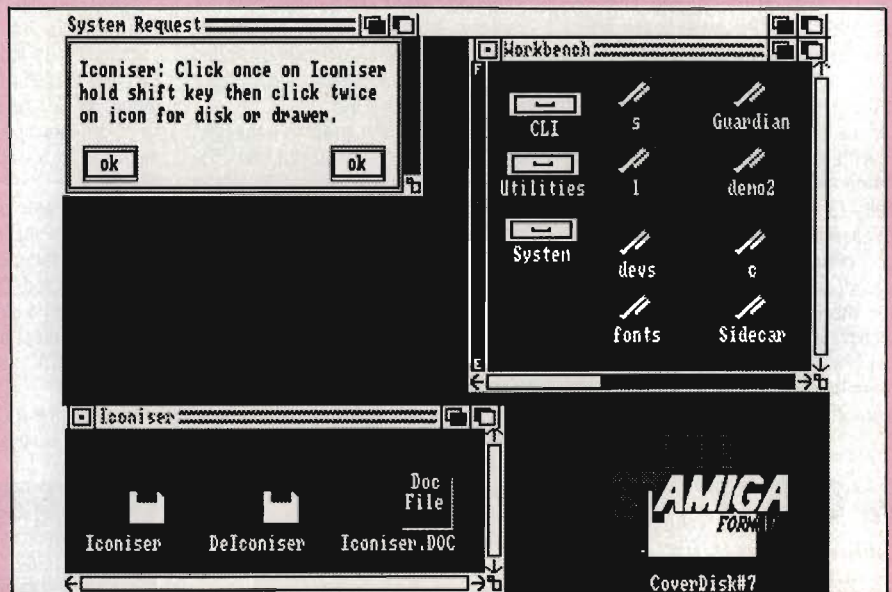 System Request
Iconiser: Click once on Iconiser
hold shift key then click twice
on icon for disk or drawer.
ok
ok
Workbench
F
CLI
s
Guardian
Utilities
l
demo2
System
devs
c
fonts
Sidecar
E
Iconiser
Doc
File
Iconiser
DeIconiser
Iconiser.DOC
AMIGA
FORMAT
CoverDisk#7